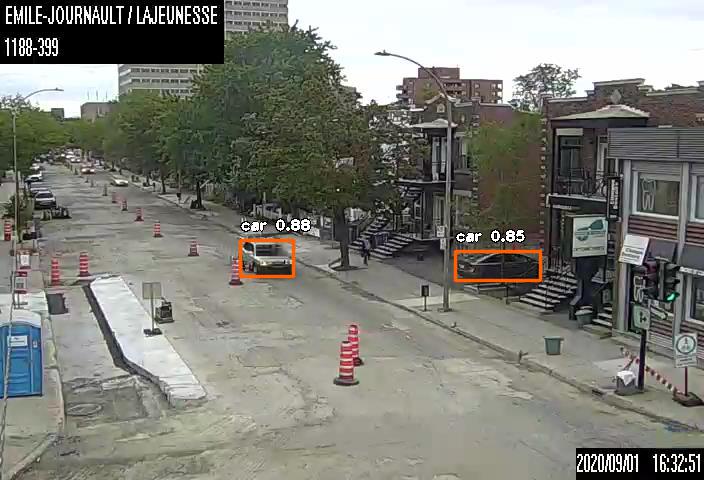 EMILE-JOURNAULT / LAJEUNESSE
1188-399
car 0.88
car 0.85
2020/09/01 16:32:51